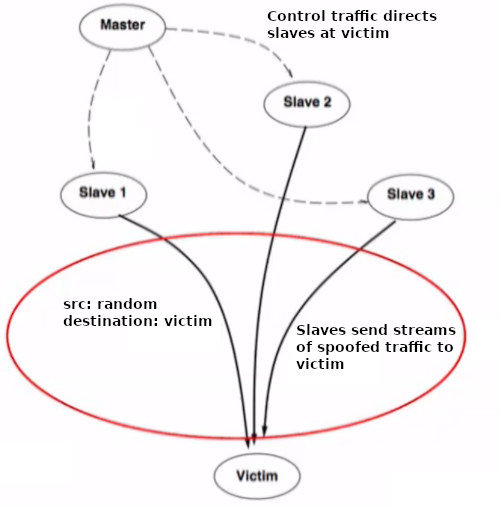 Master
Control traffic directs
slaves at victim
Slave 2
Slave 1
Slave 3
src: random
destination: victim
Slaves send streams
of spoofed traffic to
victim
Victim